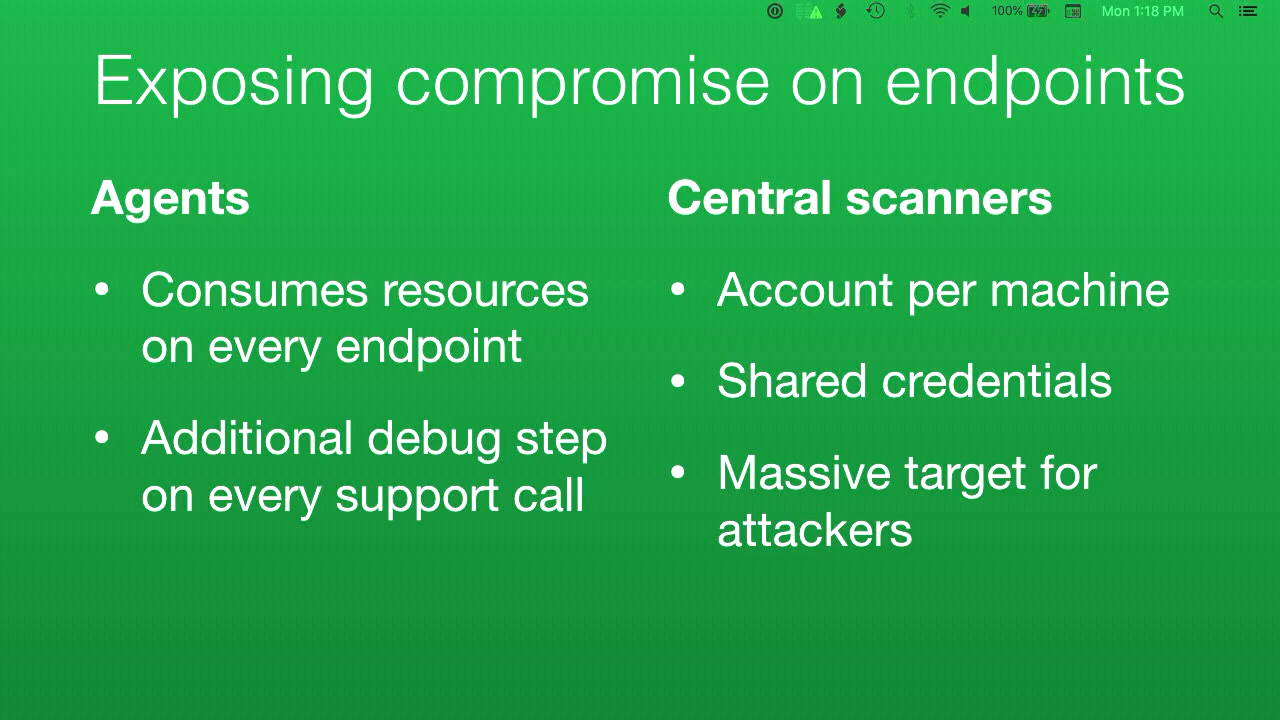 100%
Mon 1:18 PM
Exposing compromise on endpoints
Agents
• Consumes resources
on every endpoint
• Additional debug step
on every support call
Central scanners
• Account per machine
• Shared credentials
• Massive target for
attackers